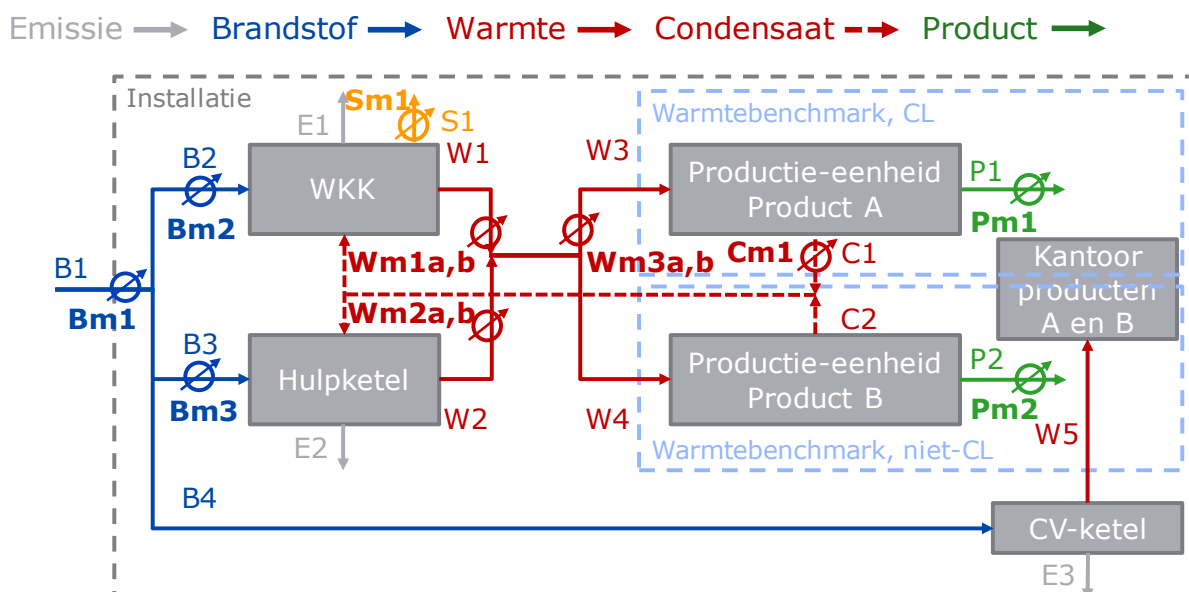 Emissie Brandstof Warmte Condensaat Product
Installatie
Sm1
S1
E1
Warmtebenchmark, CL
B2
W1
W3
WKK
Productie-eenheid
Product A
P1
Bm2
Pm1
B1
Bm1
Wm1a,b
Wm3a,b
Cm1
C1
Kantoor
producten
A en B
Wm2a,b
C2
B3
Hulpketel
Productie-eenheid
Product B
P2
Bm3
Pm2
W2
W4
E2
Warmtebenchmark, niet-CL
W5
B4
CV-ketel
E3